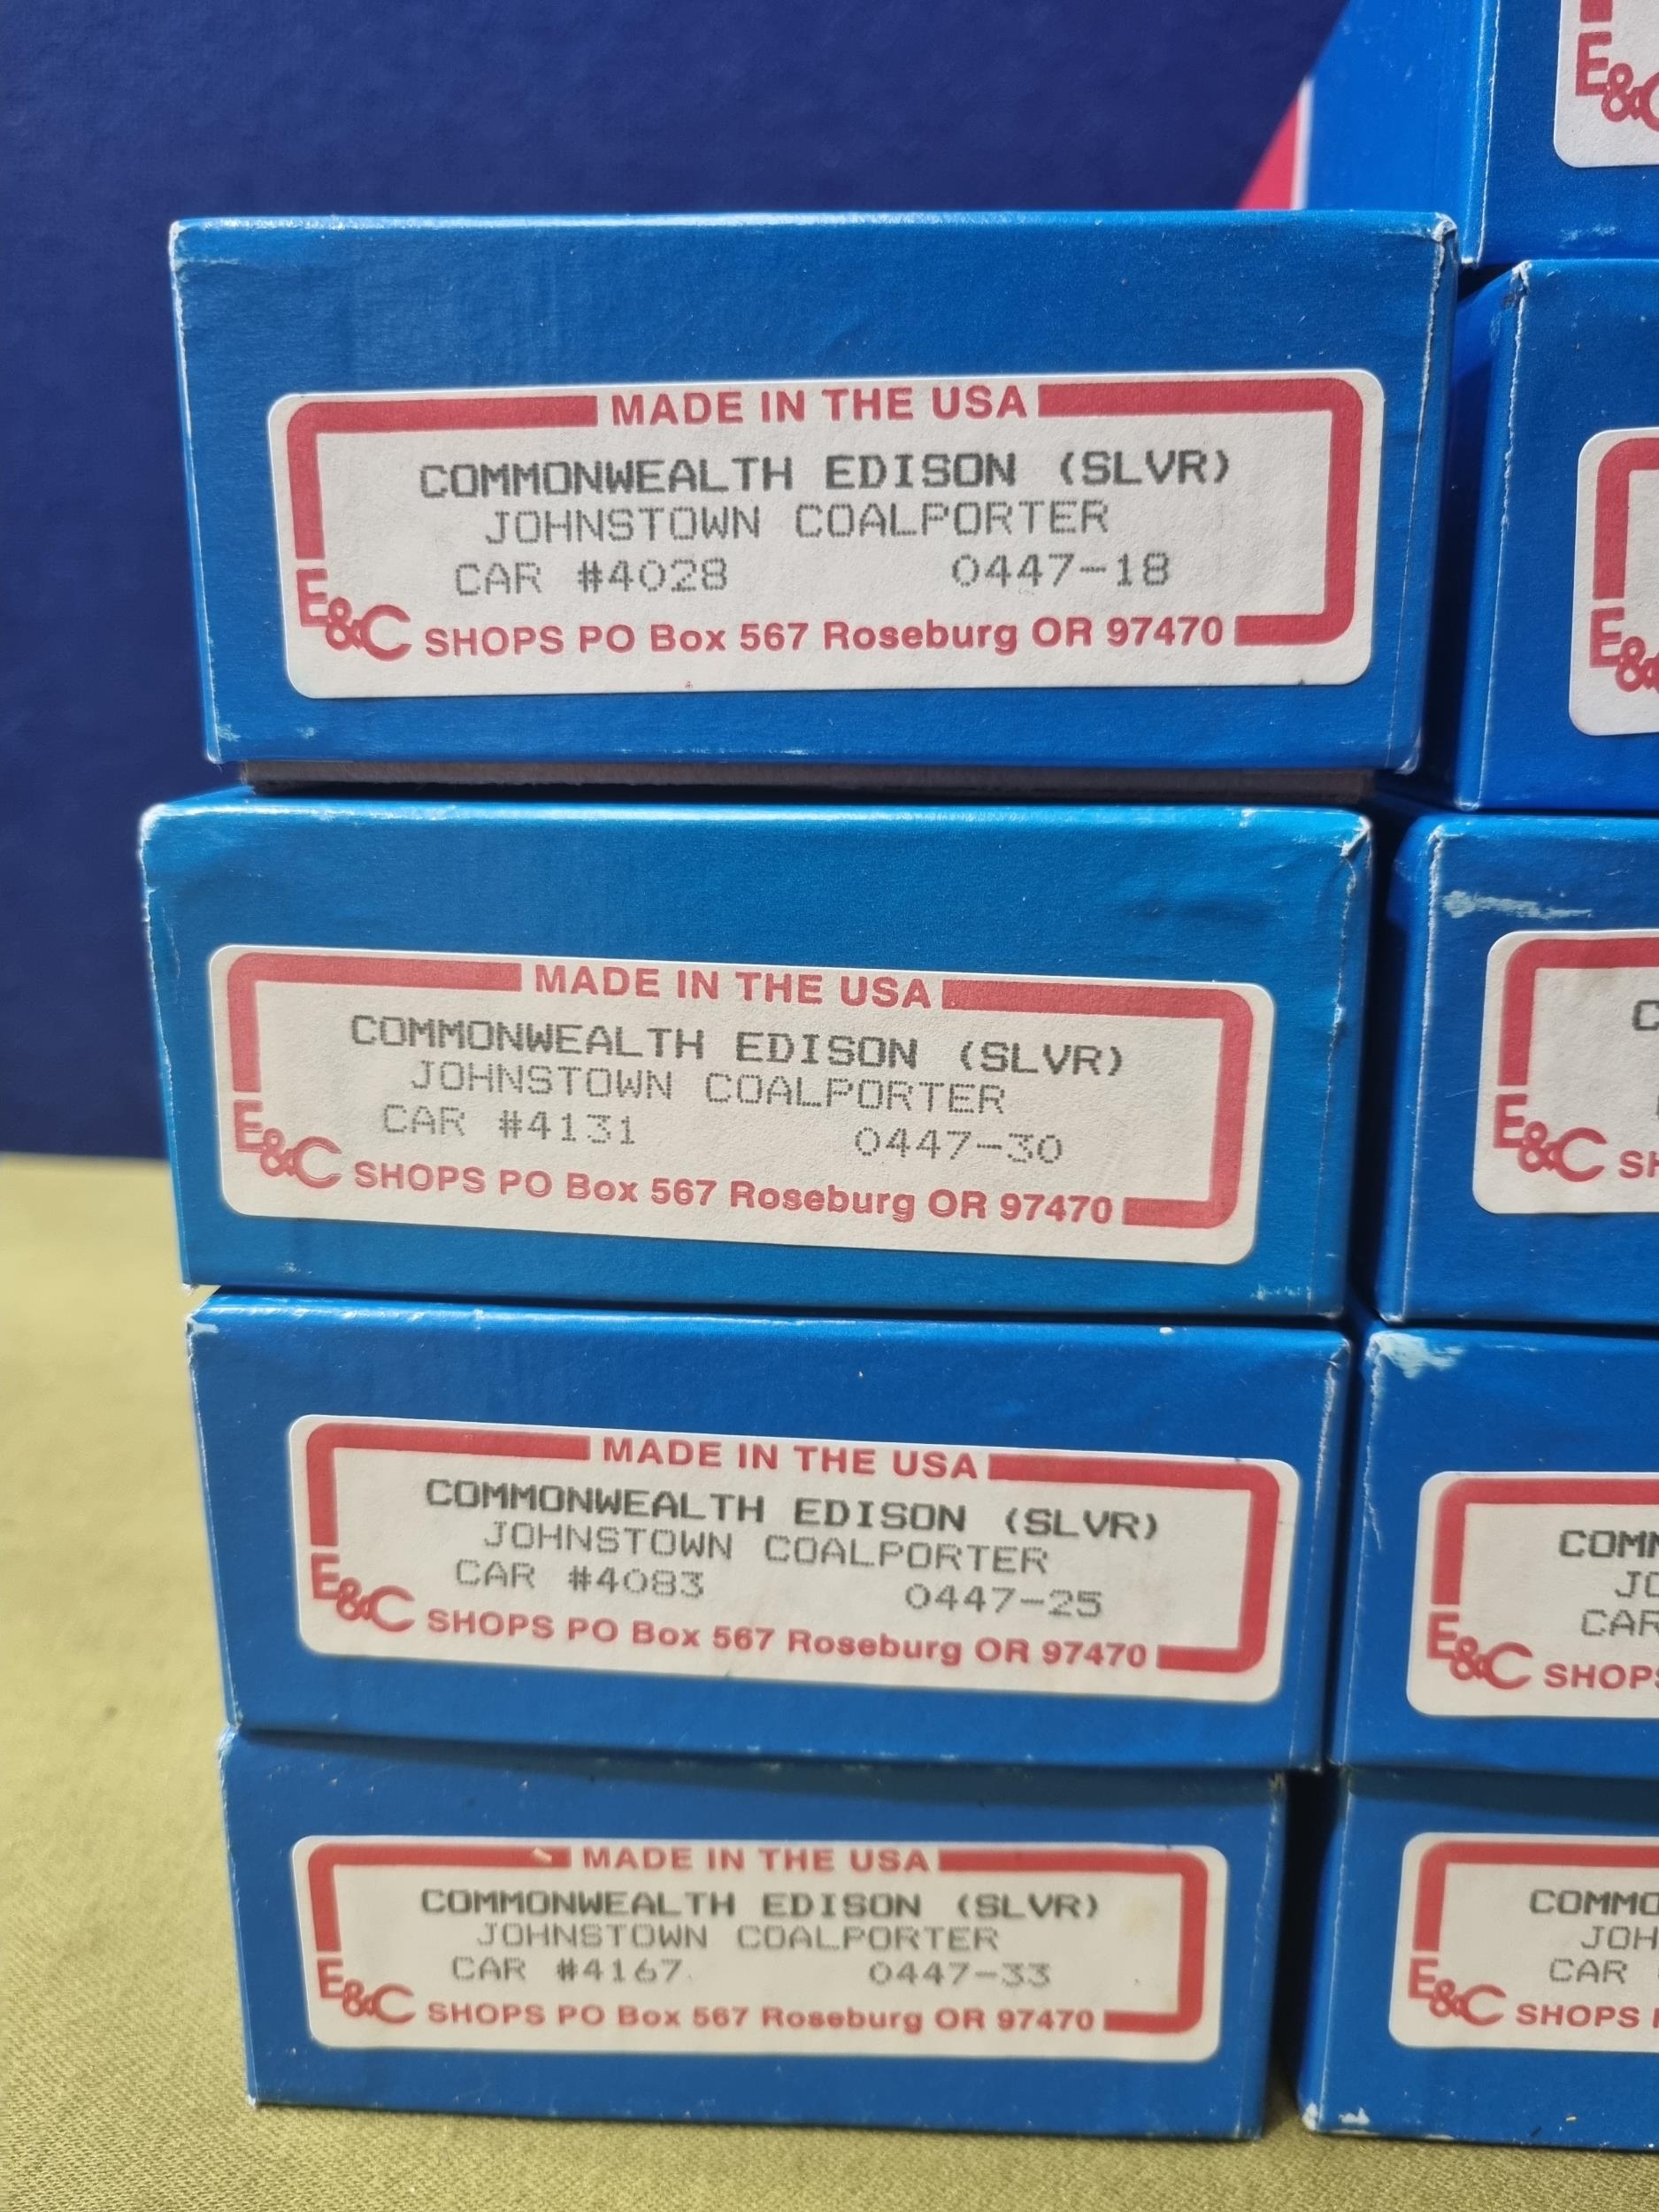 MADE IN THE USA
COMMONWEALTH EDISON (SLVR)
JOHNSTOWN COALPORTER
CAR #4028 0447-18
E&C SHOPS PO Box 567 Roseburg OR 97470
MADE IN THE USA
COMMONWEALTH EDISON (SLVR)
JOHNSTOWN COALPORTER
CAR #4131 0447-30
E&C SHOPS PO Box 567 Roseburg OR 97470
MADE IN THE USA
COMMONWEALTH EDISON (SLVR)
JOHNSTOWN COALPORTER
CAR #4083 0447-25
E&C SHOPS PO Box 567 Roseburg OR 97470
MADE IN THE USA
COMMONWEALTH EDISON (SLVR)
JOHNSTOWN COALPORTER
CAR #4167 0447-33
E&C SHOPS PO Box 567 Roseburg OR 97470
E&C
E&C
E&C
SHOPS
CAR
E&C SHOPS